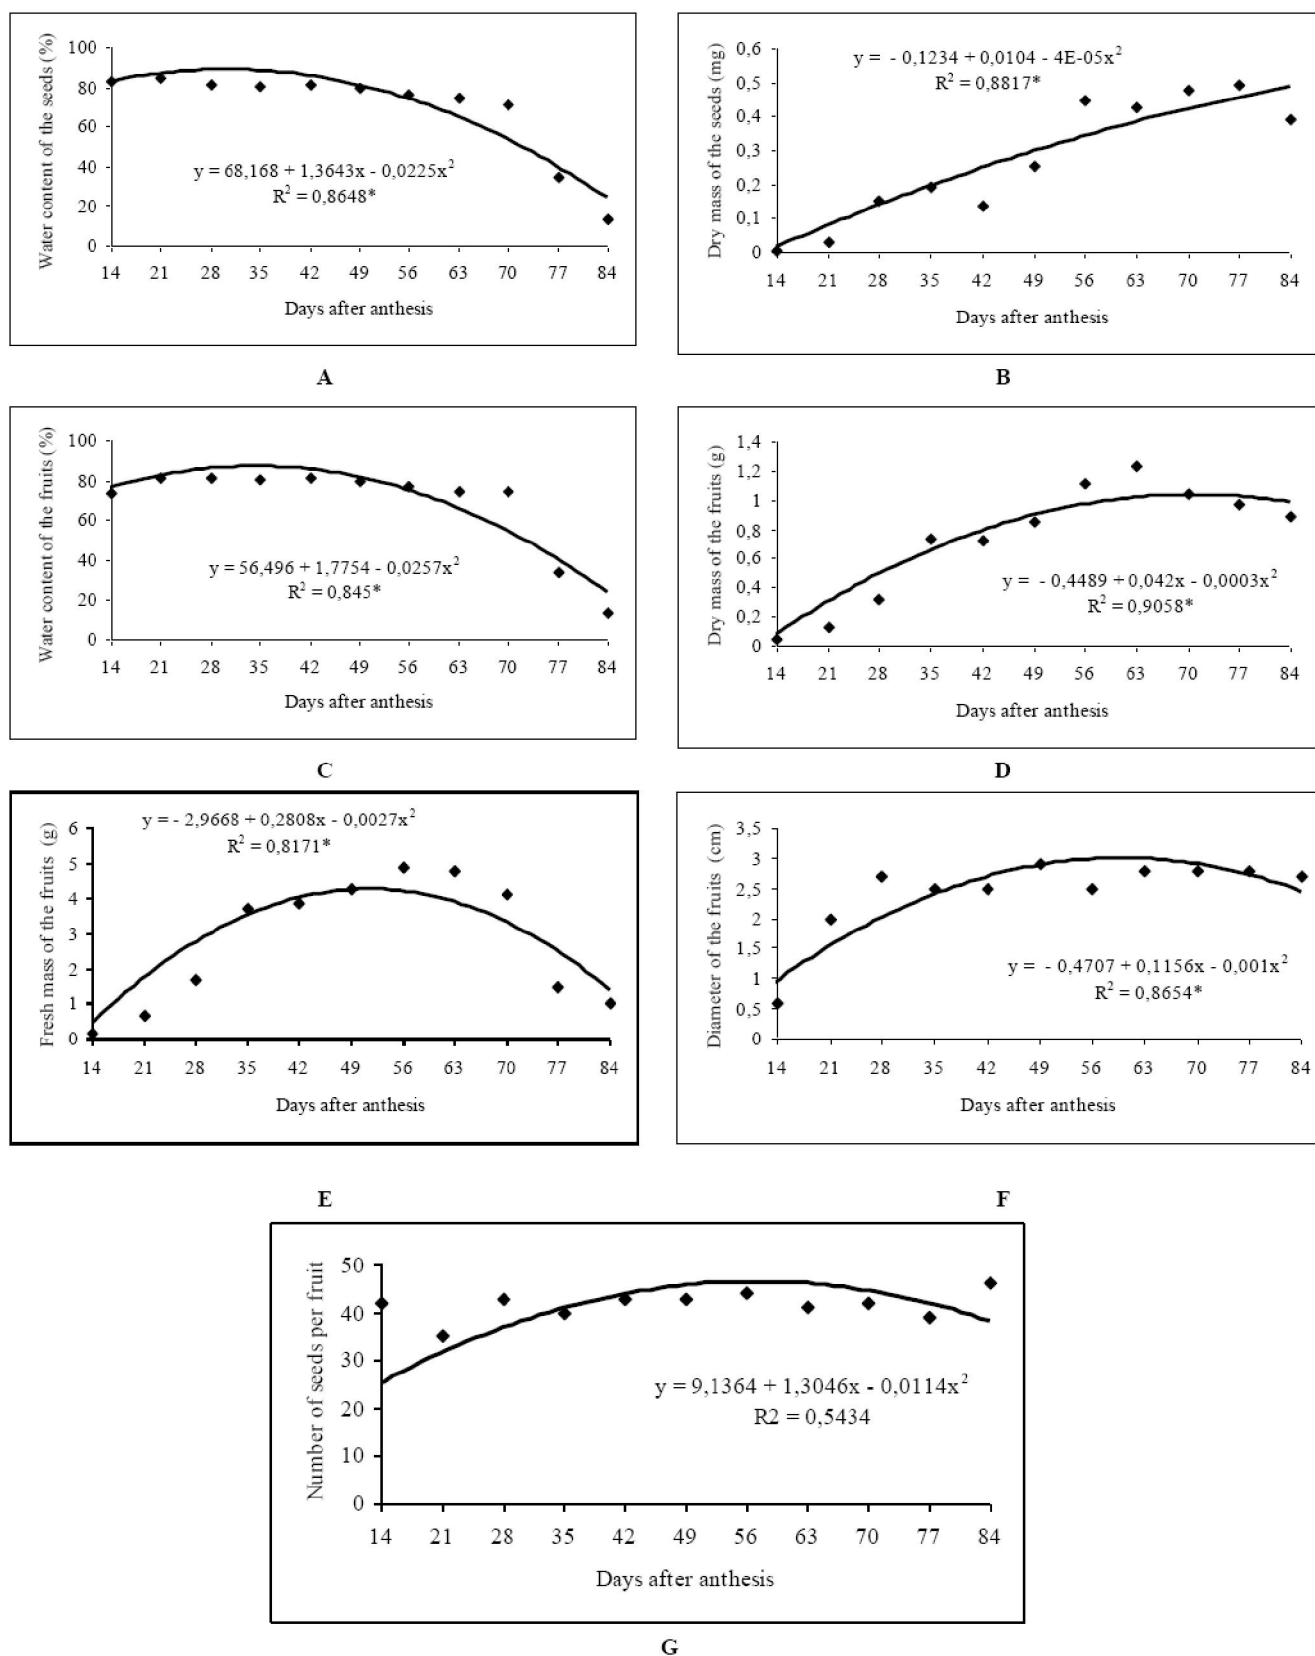 Water content of the seeds (%)
100
80
60
40
20
0
y = 68,168 + 1,3643x - 0,0225x²
R² = 0,8648*
14 21 28 35 42 49 56 63 70 77 84
Days after anthesis
A
Dry mass of the seeds (mg)
0,6
0,5
0,4
0,3
0,2
0,1
0
y = - 0,1234 + 0,0104 - 4E-05x²
R² = 0,8817*
14 21 28 35 42 49 56 63 70 77 84
Days after anthesis
B
Water content of the fruits (%)
100
80
60
40
20
0
y = 56,496 + 1,7754 - 0,0257x²
R² = 0,845*
14 21 28 35 42 49 56 63 70 77 84
Days after anthesis
C
Dry mass of the fruits (g)
1,4
1,2
1
0,8
0,6
0,4
0,2
0
y = - 0,4489 + 0,042x - 0,0003x²
R² = 0,9058*
14 21 28 35 42 49 56 63 70 77 84
Days after anthesis
D
y = - 2,9668 + 0,2808x - 0,0027x²
R² = 0,8171*
Fresh mass of the fruits (g)
6
5
4
3
2
1
0
14 21 28 35 42 49 56 63 70 77 84
Days after anthesis
E
Diameter of the fruits (cm)
3,5
3
2,5
2
1,5
1
0,5
0
y = - 0,4707 + 0,1156x - 0,001x²
R² = 0,8654*
14 21 28 35 42 49 56 63 70 77 84
Days after anthesis
F
Number of seeds per fruit
50
40
30
20
10
0
y = 9,1364 + 1,3046x - 0,0114x²
R2 = 0,5434
14 21 28 35 42 49 56 63 70 77 84
Days after anthesis
G